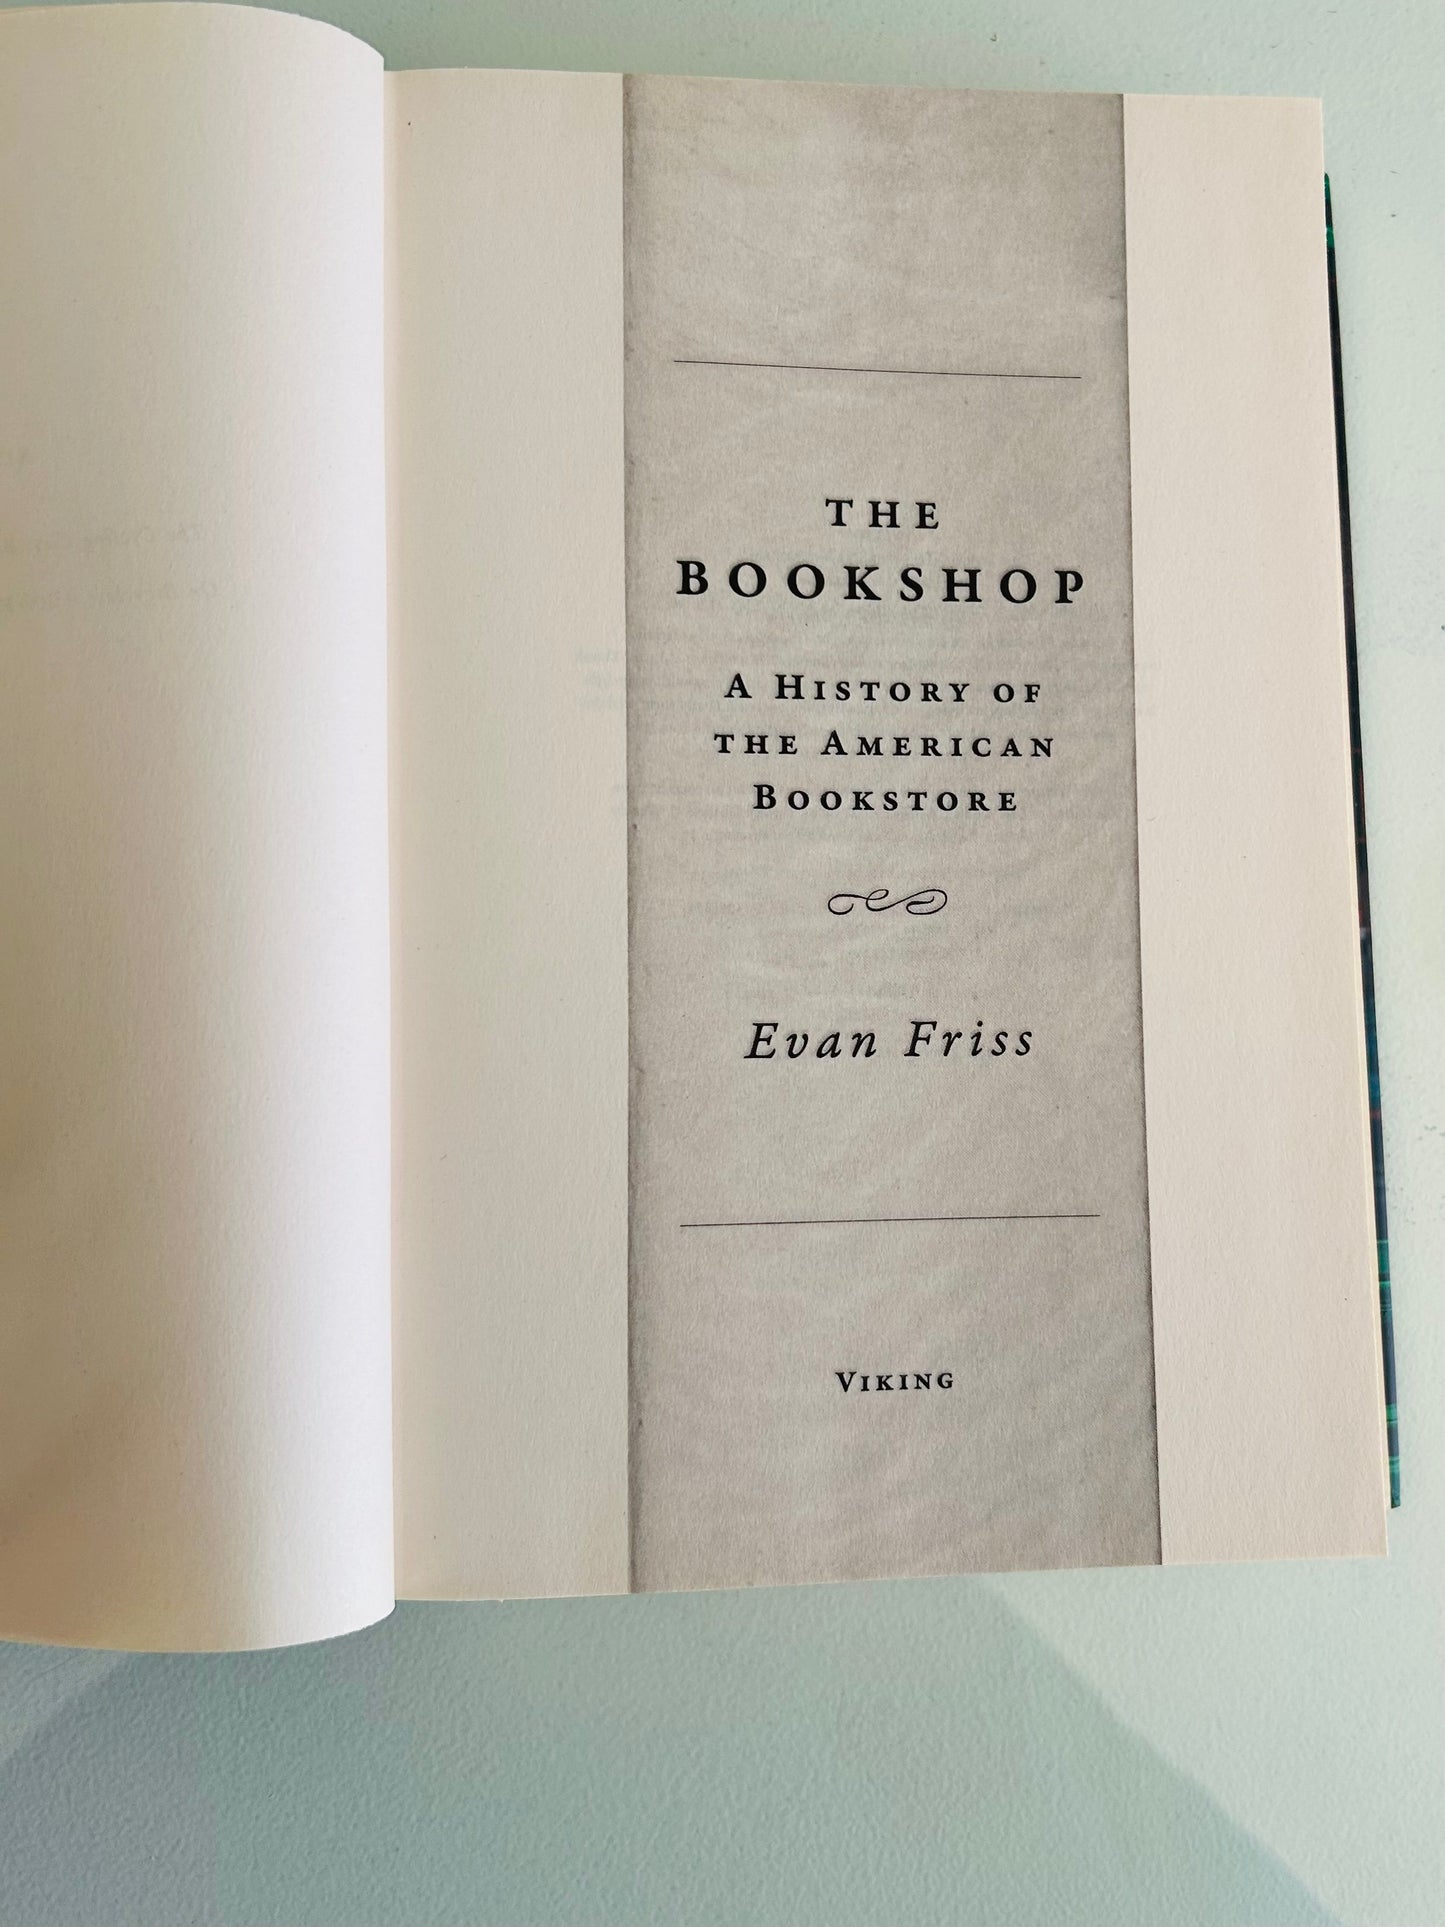 THE
BOOKSHOP
A HISTORY OF
THE AMERICAN
BOOKSTORE
Evan Friss
VIKING